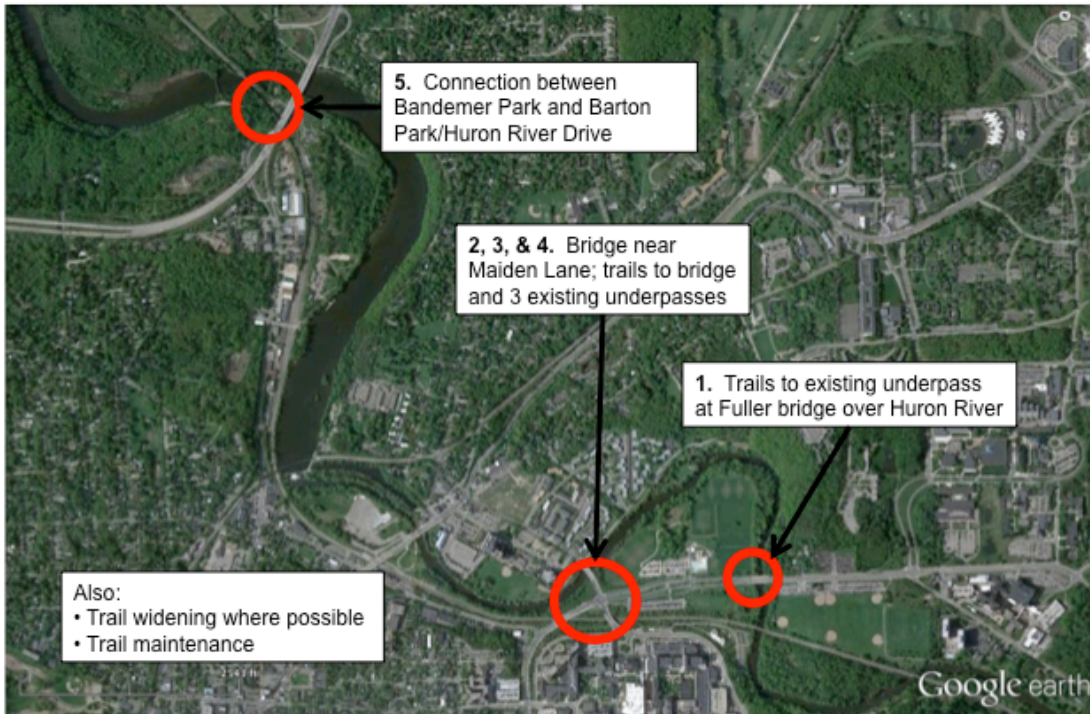 5. Connection between
Bandemer Park and Barton
Park/Huron River Drive
2, 3, & 4. Bridge near
Maiden Lane; trails to bridge
and 3 existing underpasses
1. Trails to existing underpass
at Fuller bridge over Huron River
Also:
• Trail widening where possible
• Trail maintenance
Google earth